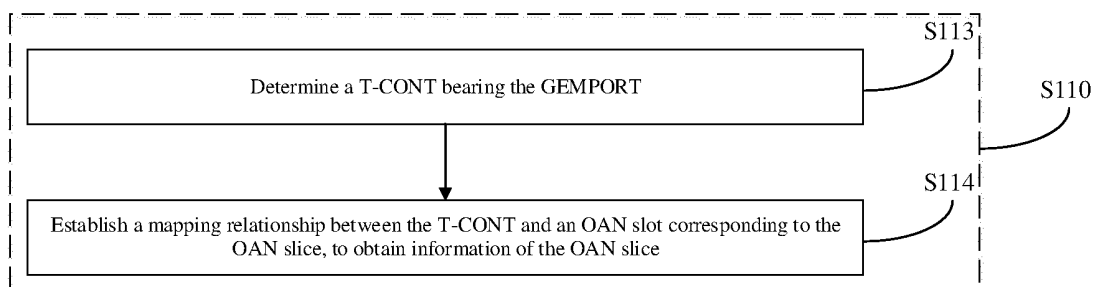 S113
Determine a T-CONT bearing the GEMPORT
S110
S114
Establish a mapping relationship between the T-CONT and an OAN slot corresponding to the
OAN slice, to obtain information of the OAN slice